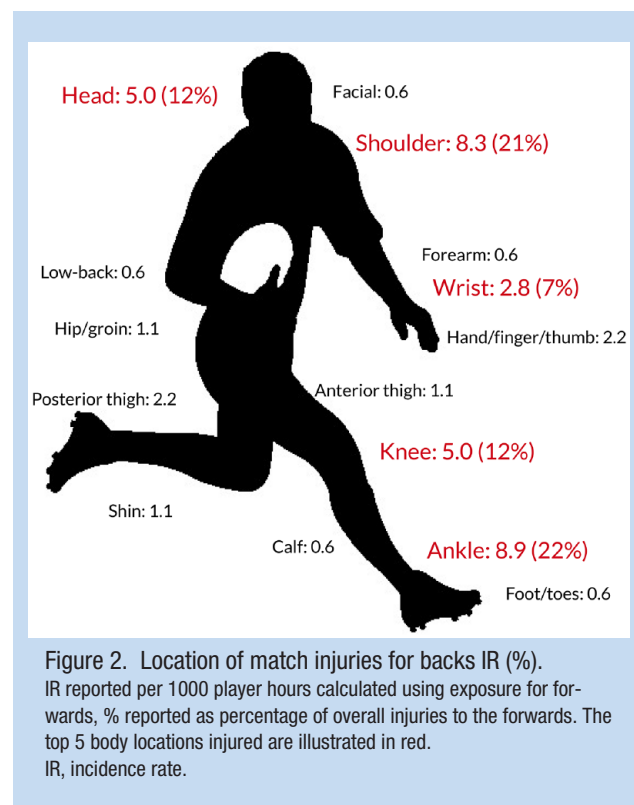 Head: 5.0 (12%)
Facial: 0.6
Shoulder: 8.3 (21%)
Forearm: 0.6
Low-back: 0.6
Wrist: 2.8 (7%)
Hip/groin: 1.1
Hand/finger/thumb: 2.2
Posterior thigh: 2.2
Anterior thigh: 1.1
Knee: 5.0 (12%)
Shin: 1.1
Calf: 0.6
Ankle: 8.9 (22%)
Foot/toes: 0.6
Figure 2. Location of match injuries for backs IR (%).
IR reported per 1000 player hours calculated using exposure for for-
wards, % reported as percentage of overall injuries to the forwards. The
top 5 body locations injured are illustrated in red.
IR, incidence rate.